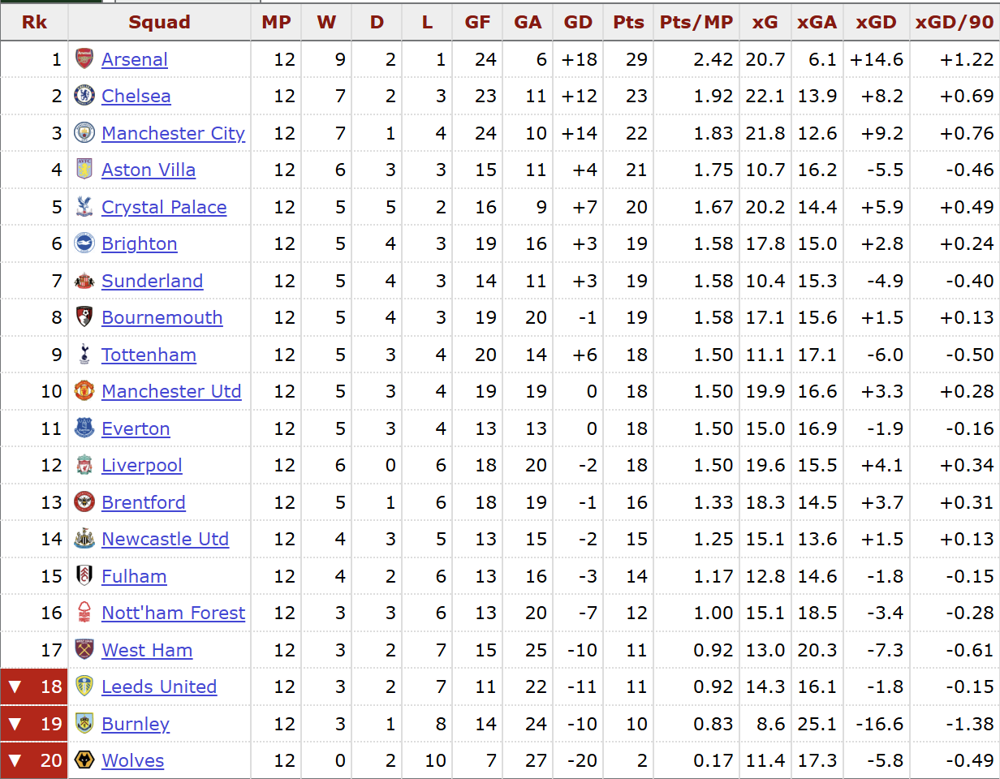 Rk Squad MP W D L GF GA GD Pts Pts/MP xG xGA xGD xGD/90
1 Arsenal 12 9 2 1 24 6 +18 29 2.42 20.7 6.1 +14.6 +1.22
2 Chelsea 12 7 2 3 23 11 +12 23 1.92 22.1 13.9 +8.2 +0.69
3 Manchester City 12 7 1 4 24 10 +14 22 1.83 21.8 12.6 +9.2 +0.76
4 Aston Villa 12 6 3 3 15 11 +4 21 1.75 10.7 16.2 -5.5 -0.46
5 Crystal Palace 12 5 5 2 16 9 +7 20 1.67 20.2 14.4 +5.9 +0.49
6 Brighton 12 5 4 3 19 16 +3 19 1.58 17.8 15.0 +2.8 +0.24
7 Sunderland 12 5 4 3 14 11 +3 19 1.58 10.4 15.3 -4.9 -0.40
8 Bournemouth 12 5 4 3 19 20 -1 19 1.58 17.1 15.6 +1.5 +0.13
9 Tottenham 12 5 3 4 20 14 +6 18 1.50 11.1 17.1 -6.0 -0.50
10 Manchester Utd 12 5 3 4 19 19 0 18 1.50 19.9 16.6 +3.3 +0.28
11 Everton 12 5 3 4 13 13 0 18 1.50 15.0 16.9 -1.9 -0.16
12 Liverpool 12 6 0 6 18 20 -2 18 1.50 19.6 15.5 +4.1 +0.34
13 Brentford 12 5 1 6 18 19 -1 16 1.33 18.3 14.5 +3.7 +0.31
14 Newcastle Utd 12 4 3 5 13 15 -2 15 1.25 15.1 13.6 +1.5 +0.13
15 Fulham 12 4 2 6 13 16 -3 14 1.17 12.8 14.6 -1.8 -0.15
16 Nott'ham Forest 12 3 3 6 13 20 -7 12 1.00 15.1 18.5 -3.4 -0.28
17 West Ham 12 3 2 7 15 25 -10 11 0.92 13.0 20.3 -7.3 -0.61
▼ 18 Leeds United 12 3 2 7 11 22 -11 11 0.92 14.3 16.1 -1.8 -0.15
▼ 19 Burnley 12 3 1 8 14 24 -10 10 0.83 8.6 25.1 -16.6 -1.38
▼ 20 Wolves 12 0 2 10 7 27 -20 2 0.17 11.4 17.3 -5.8 -0.49